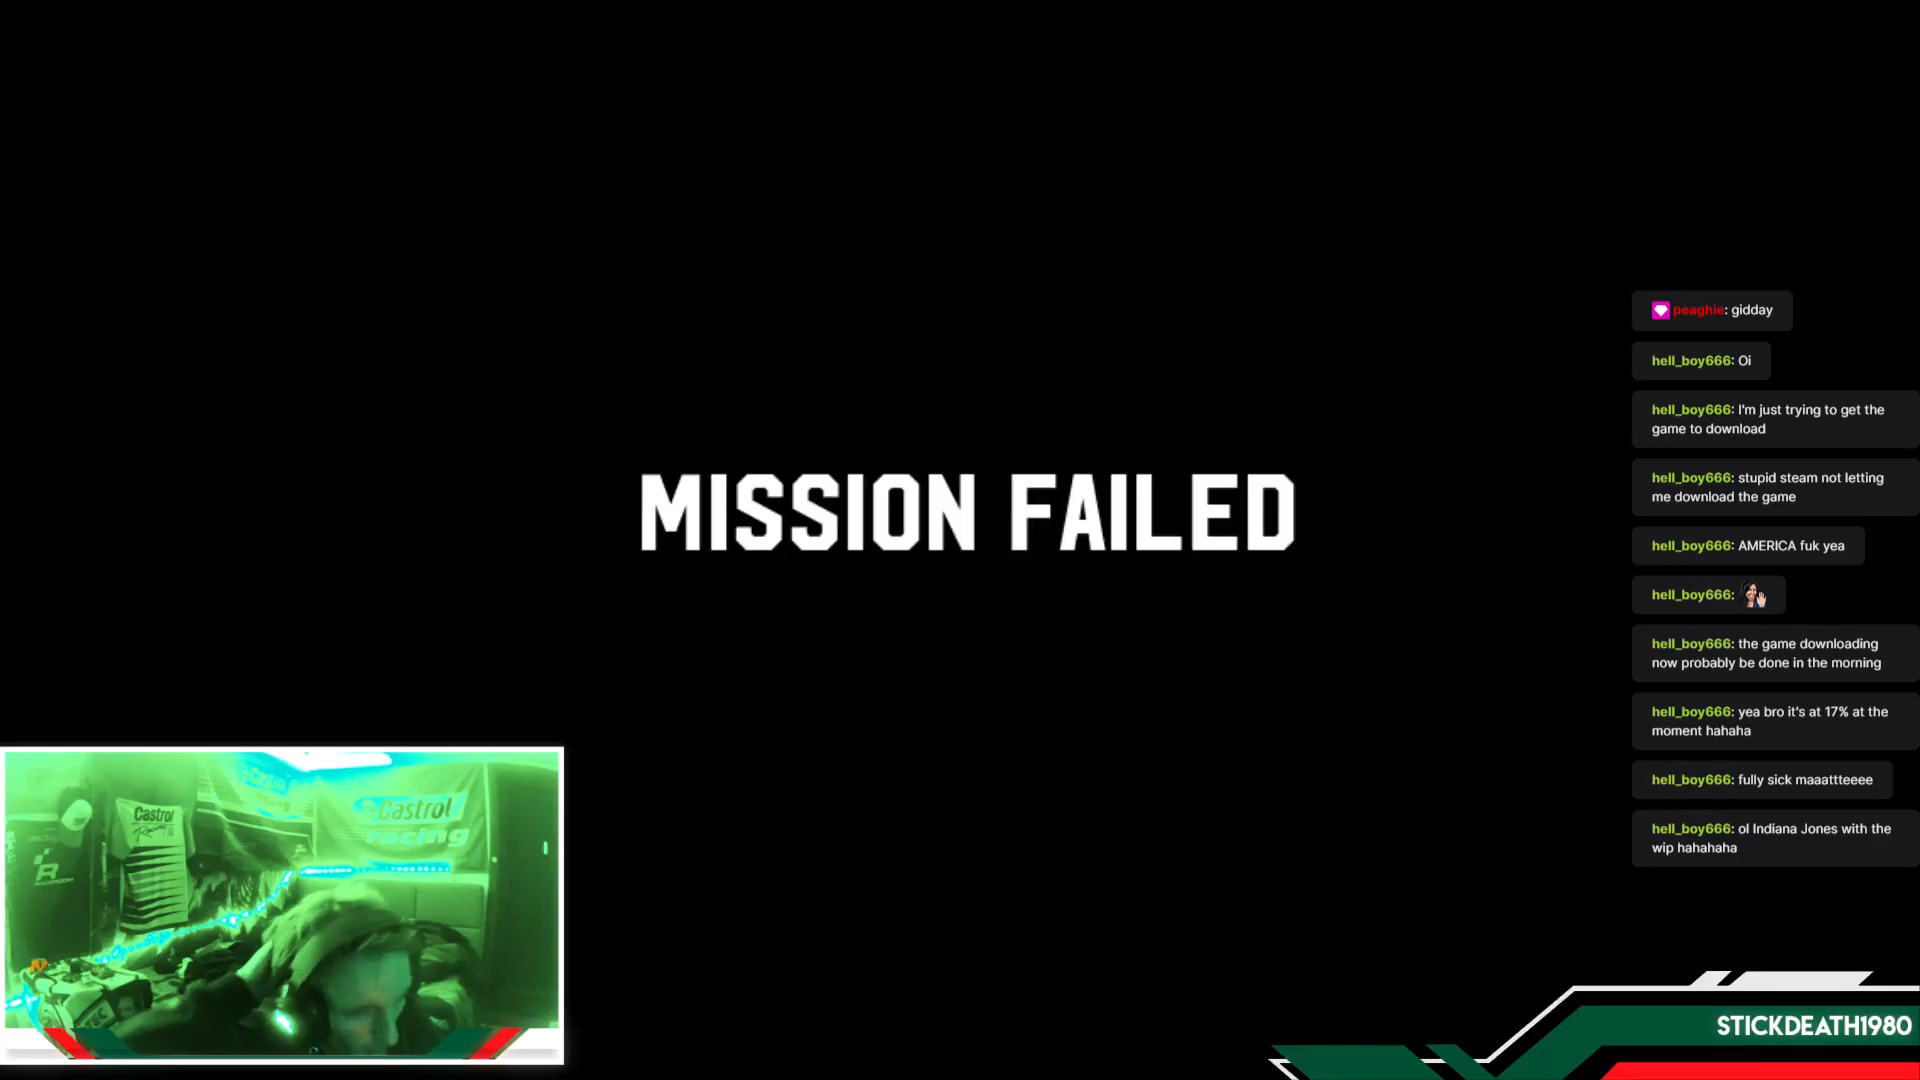 MISSION FAILED
peaghie: gidday
hell_boy666: Oi
hell_boy666: I'm just trying to get the
game to download
hell_boy666: stupid steam not letting
me download the game
hell_boy666: AMERICA fuk yea
hell_boy666:
hell_boy666: the game downloading
now probably be done in the morning
hell_boy666: yea bro it's at 17% at the
moment hahaha
hell_boy666: fully sick maaattteeee
hell_boy666: ol Indiana Jones with the
wip hahahaha
Castrol
Castrol
racing
STICKDEATH1980